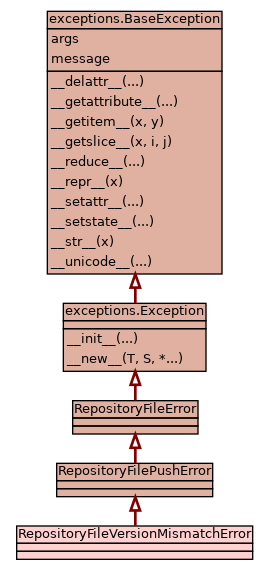 exceptions.BaseException
args
message
__delattr__(...)
__getattribute__(...)
__getitem__(x, y)
__getslice__(x, i, j)
__reduce__(...)
__repr__(x)
__setattr__(...)
__setstate__(...)
__str__(x)
__unicode__(...)
exceptions.Exception
__init__(...)
__new__(T, S, *...)
RepositoryFileError
RepositoryFilePushError
RepositoryFileVersionMismatchError